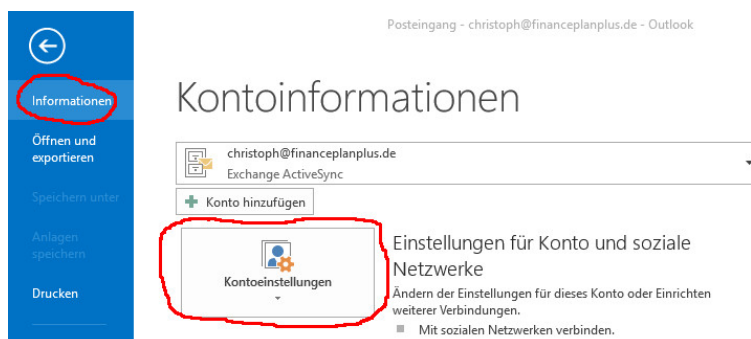 Posteingang - christoph@financeplanplus.de - Outlook
Informationen
Kontoinformationen
Öffnen und
exportieren
christoph@financeplanplus.de
Exchange ActiveSync
Speichern unter
Konto hinzufügen
Anlagen
speichern
Kontoeinstellungen
Einstellungen für Konto und soziale
Netzwerke
Ändern der Einstellungen für dieses Konto oder Einrichten
weiterer Verbindungen.
Mit sozialen Netzwerken verbinden.
Drucken